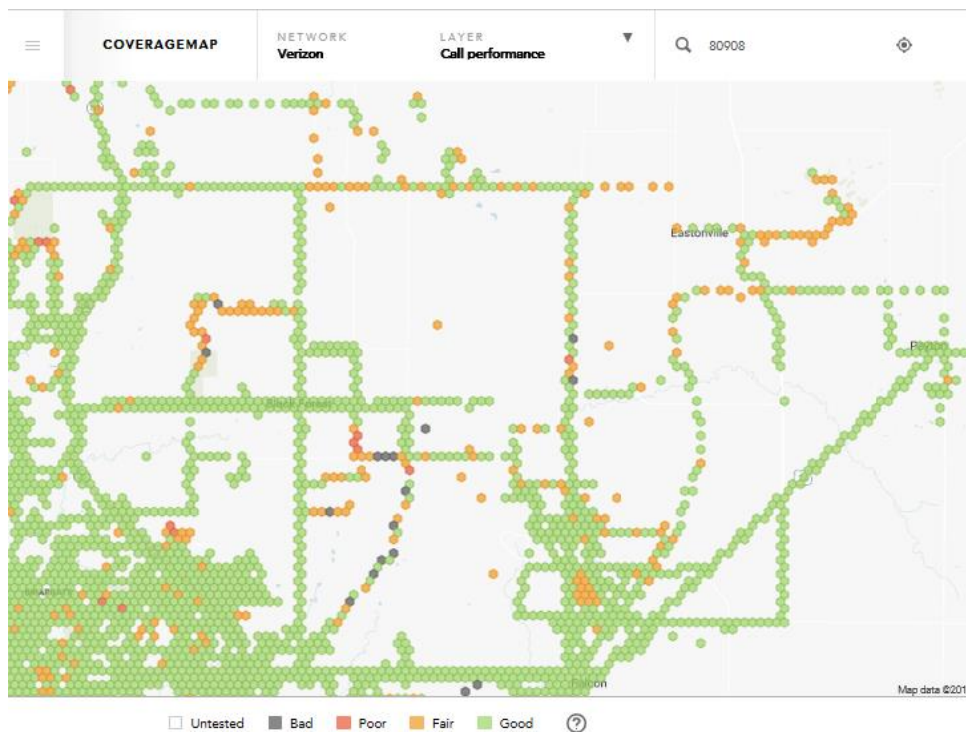 COVERAGEMAP
NETWORK
Verizon
LAYER
Call performance
80908
Eastonville
Peyton
Black Forest
BRIARGATE
Falcon
Map data ©201
Untested
Bad
Poor
Fair
Good
?